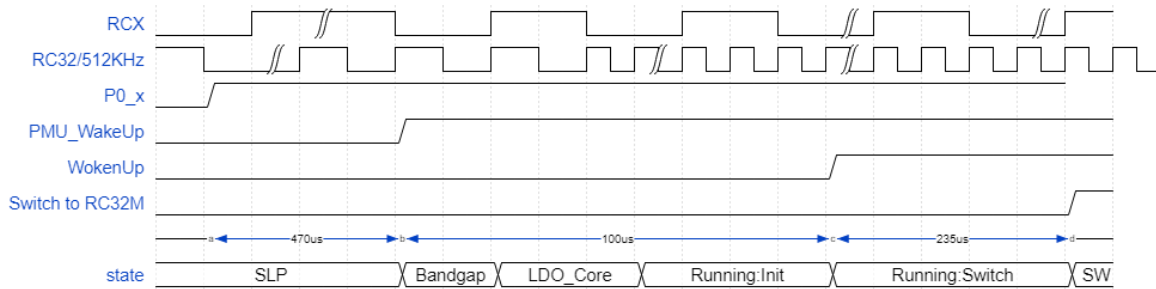 RCX
RC32/512KHz
P0_x
PMU_WakeUp
WokenUp
Switch to RC32M
a 470us b 100us c 235us d
state SLP Bandgap LDO_Core Running:Init Running:Switch SW